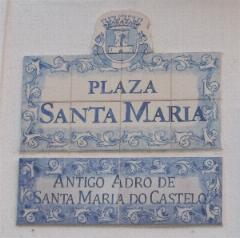 PLAZA
SANTA MARIA
ANTIGO ADRO DE
SANTA MARIA DO CASTELO